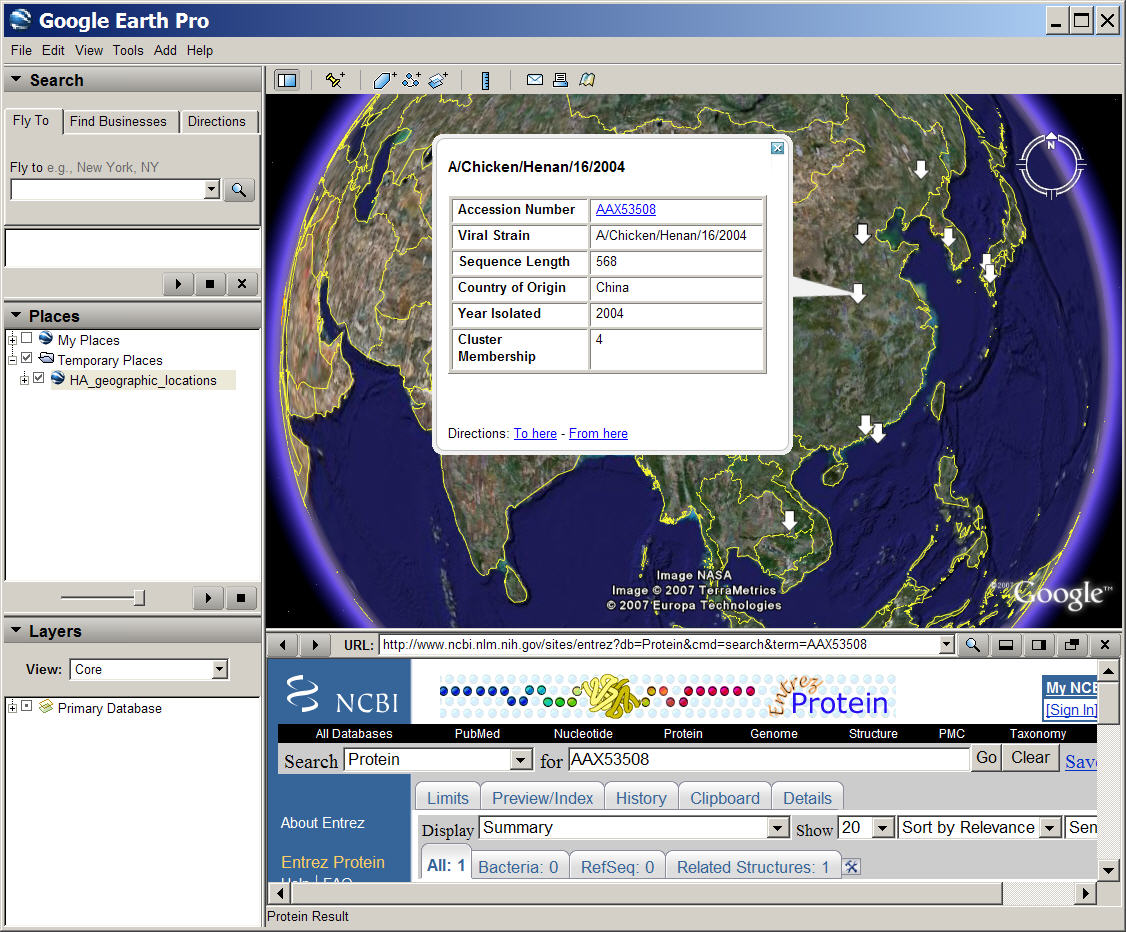 Google Earth Pro
File Edit View Tools Add Help
Search
Fly To Find Businesses Directions
Fly to e.g., New York, NY
Places
My Places
Temporary Places
HA_geographic_locations
Layers
View: Core
Primary Database
A/Chicken/Henan/16/2004
Accession Number AAX53508
Viral Strain A/Chicken/Henan/16/2004
Sequence Length 568
Country of Origin China
Year Isolated 2004
Cluster
Membership 4
Directions: To here - From here
N
Image NASA
Image © 2007 TerraMetrics
© 2007 Europa Technologies
©2007 Google™
URL: http://www.ncbi.nlm.nih.gov/sites/entrez?db=Protein&cmd=search&term=AAX53508
NCBI
Entrez Protein
My NCB
[Sign In]
All Databases PubMed Nucleotide Protein Genome Structure PMC Taxonomy
Search Protein for AAX53508 Go Clear Save
Limits Preview/Index History Clipboard Details
Display Summary Show 20 Sort by Relevance Sen
All: 1 Bacteria: 0 RefSeq: 0 Related Structures: 1
About Entrez
Entrez Protein
Help | FAQ
Protein Result